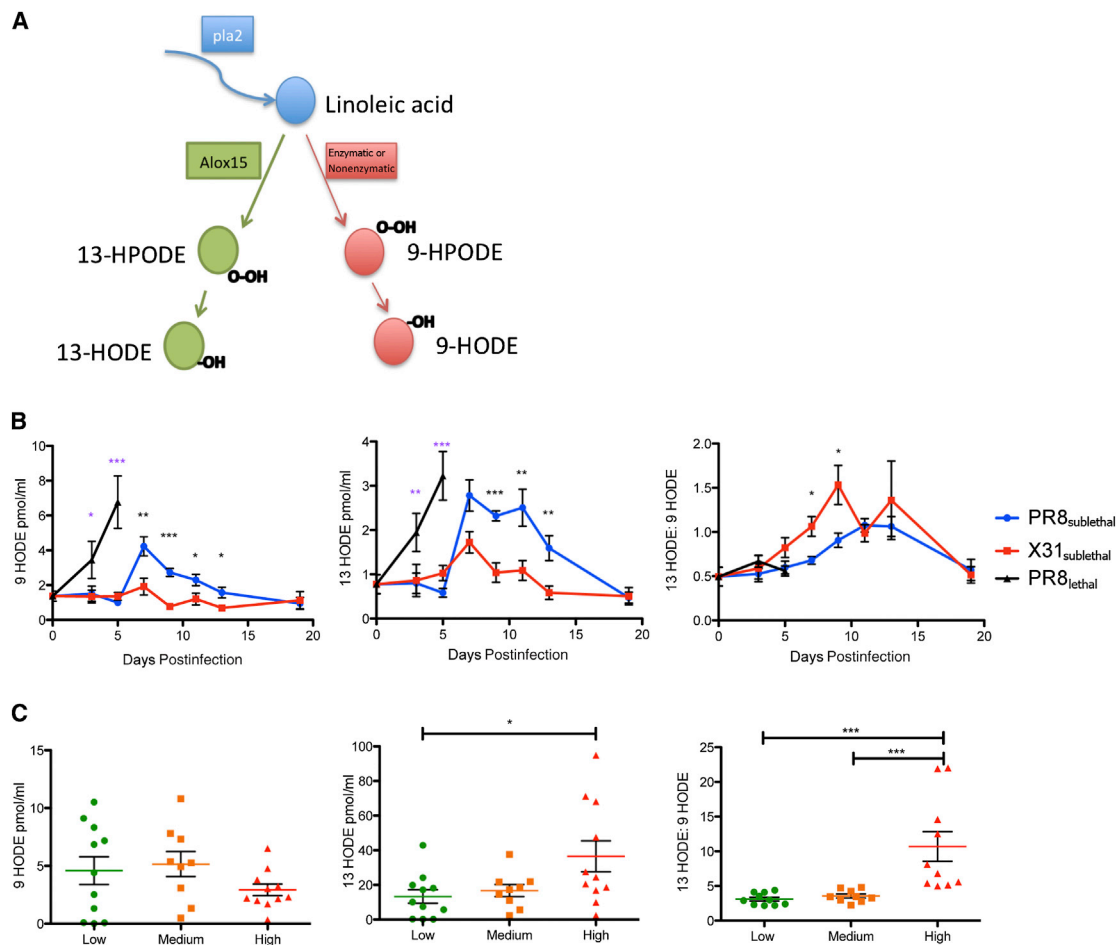 A
pla2
Linoleic acid
Alox15
Enzymatic or
Nonenzymatic
O-OH
13-HPODE
9-HPODE
O-OH
-OH
13-HODE
9-HODE
-OH
B
9 HODE pmol/ml
10
8
6
4
2
0
*
***
**
***
*
*
0 5 10 15 20
Days Postinfection
13 HODE pmol/ml
4
3
2
1
0
**
***
***
**
**
0 5 10 15 20
Days Postinfection
13 HODE: 9 HODE
2.0
1.5
1.0
0.5
0.0
*
*
0 5 10 15 20
Days Postinfection
PR8sublethal
X31sublethal
PR8lethal
C
9 HODE pmol/ml
15
10
5
0
Low Medium High
13 HODE pmol/ml
100
80
60
40
20
0
*
Low Medium High
13 HODE: 9 HODE
25
20
15
10
5
0
***
***
Low Medium High